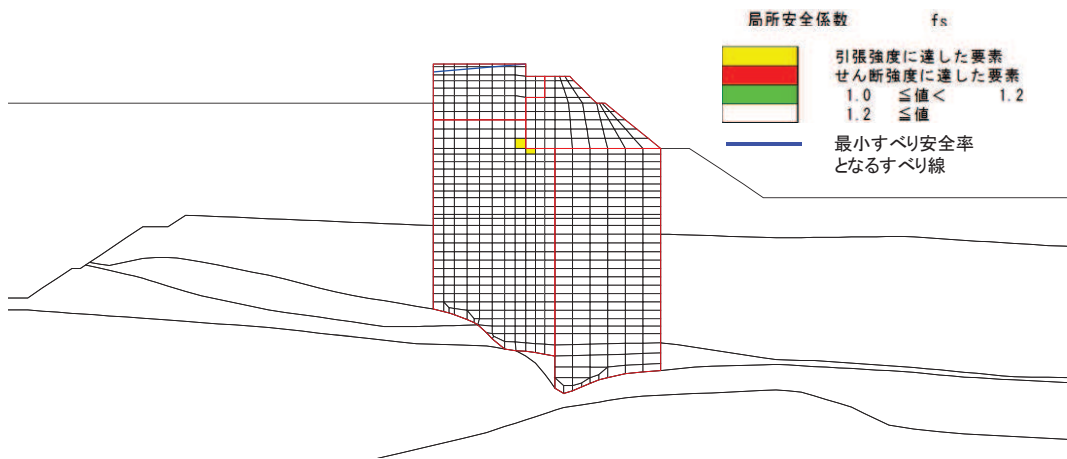 局所安全係数 fs
引張強度に達した要素
せん断強度に達した要素
1.0 ≦値< 1.2
1.2 ≦値
最小すべり安全率
となるすべり線